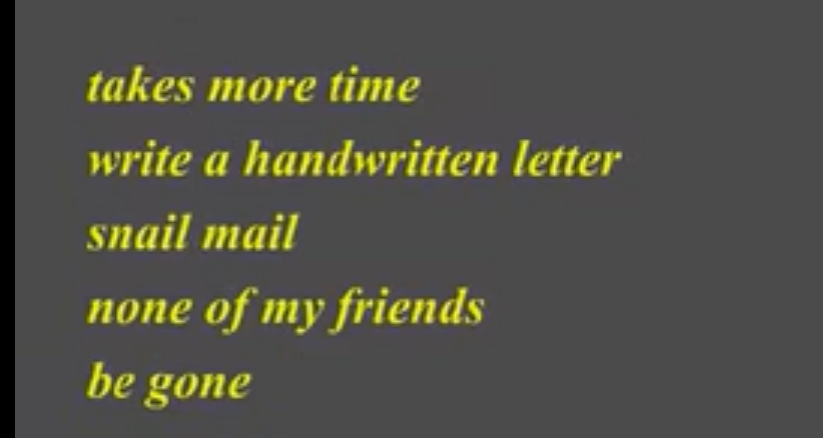 takes more time
write a handwritten letter
snail mail
none of my friends
be gone